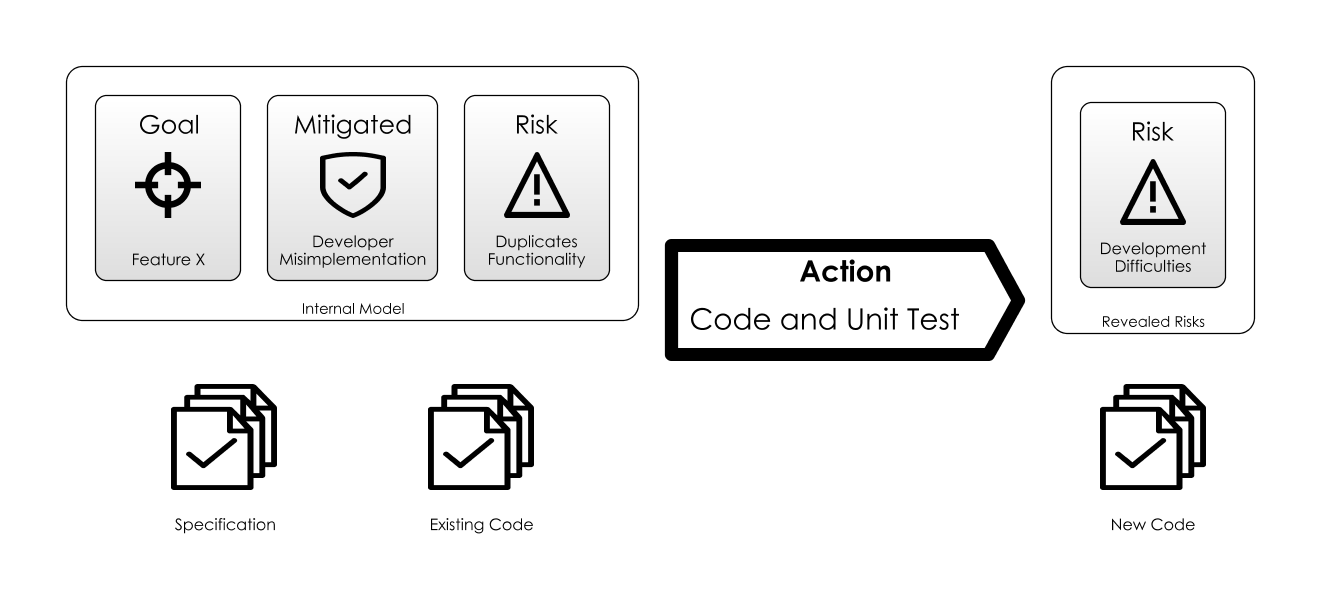 Goal
Feature X
Mitigated
Developer
Misimplementation
Risk
Duplicates
Functionality
Internal Model
Action
Code and Unit Test
Risk
Development
Difficulties
Revealed Risks
Specification
Existing Code
New Code